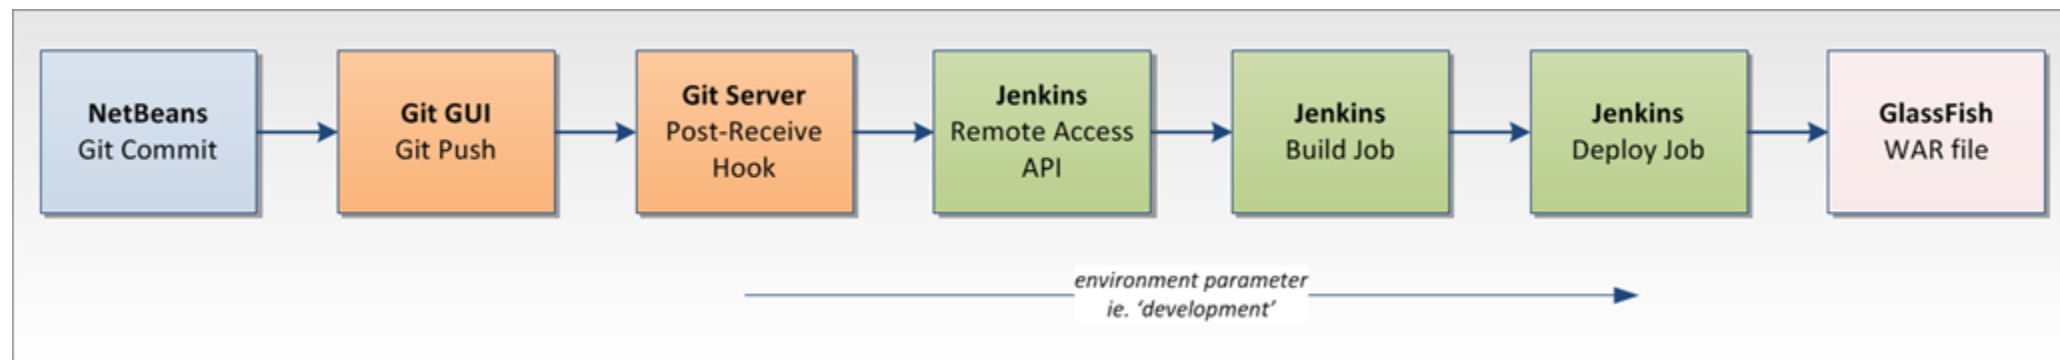 NetBeans
Git Commit
Git GUI
Git Push
Git Server
Post-Receive
Hook
Jenkins
Remote Access
API
Jenkins
Build Job
Jenkins
Deploy Job
GlassFish
WAR file
environment parameter
ie. ‘development’